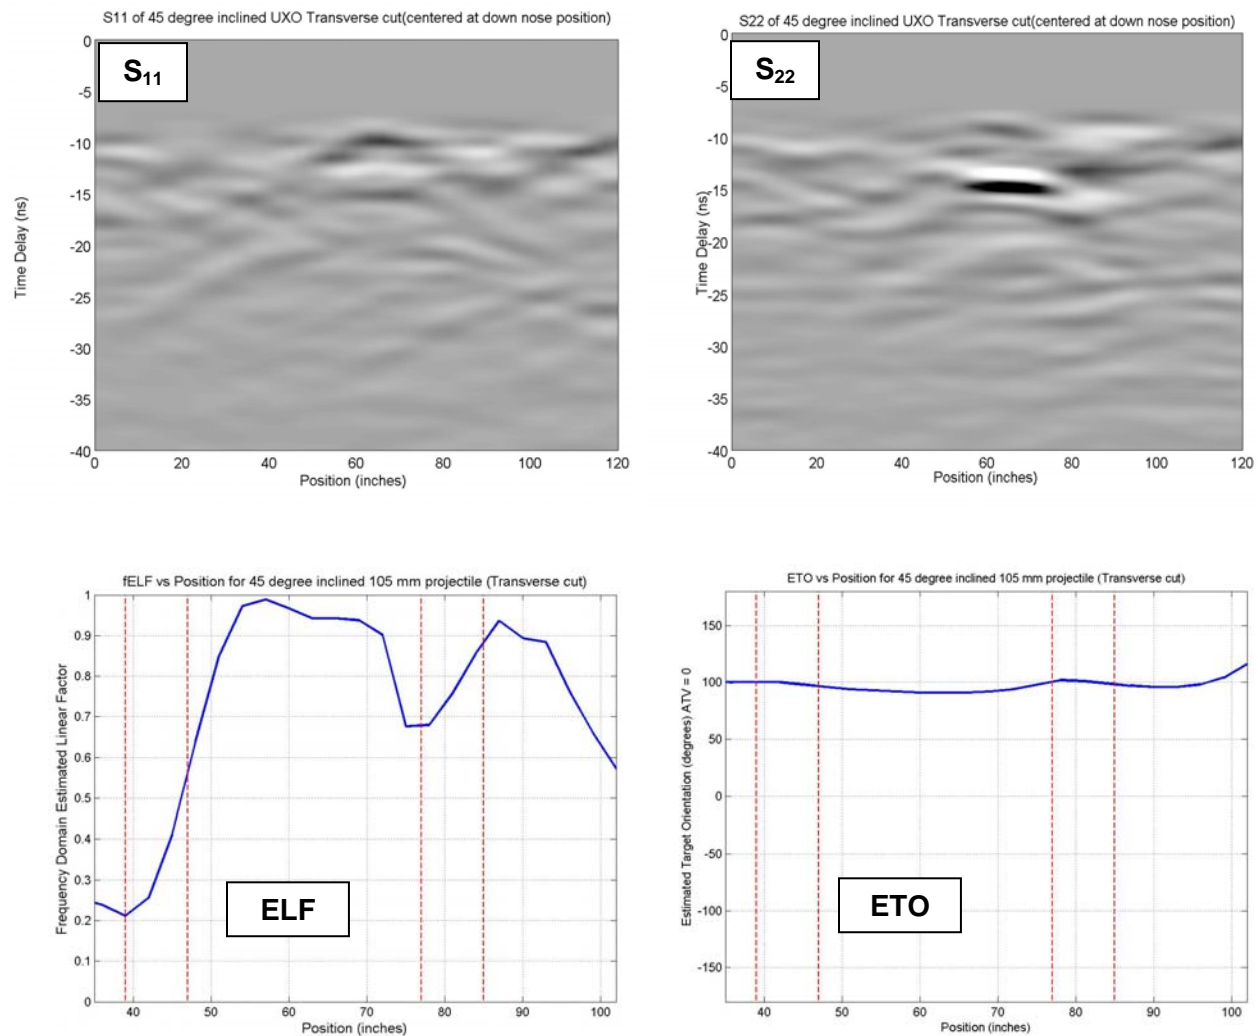 S11 of 45 degree inclined UXO Transverse cut(centered at down nose position)
S₁₁
0
-5
-10
-15
-20
-25
-30
-35
-40
Time Delay (ns)
0 20 40 60 80 100 120
Position (inches)
S22 of 45 degree inclined UXO Transverse cut(centered at down nose position)
S₂₂
0
-5
-10
-15
-20
-25
-30
-35
-40
Time Delay (ns)
0 20 40 60 80 100 120
Position (inches)
fELF vs Position for 45 degree inclined 105 mm projectile (Transverse cut)
1
0.9
0.8
0.7
0.6
0.5
0.4
0.3
0.2
0.1
0
Frequency Domain Estimated Linear Factor
ELF
40 50 60 70 80 90 100
Position (inches)
ETO vs Position for 45 degree inclined 105 mm projectile (Transverse cut)
150
100
50
0
-50
-100
-150
Estimated Target Orientation (degrees) ATV = 0
ETO
40 50 60 70 80 90 100
Position (inches)